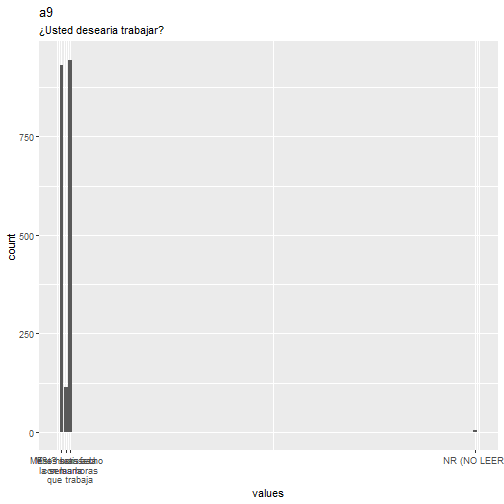 a9
¿Usted desearia trabajar?
750
500
250
0
count
NR (NO LEER
que trabaja
values